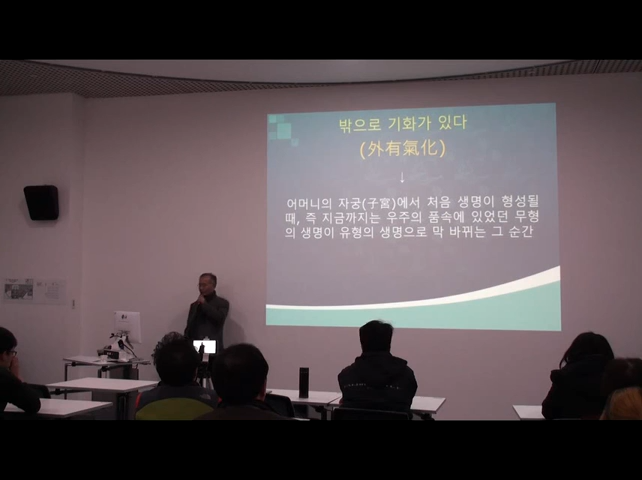 밖으로 기화가 있다
(外有氣化)
↓
어머니의 자궁(子宮)에서 처음 생명이 형성될
때, 즉 지금까지는 우주의 품속에 있었던 무형
의 생명이 유형의 생명으로 막 바뀌는 그 순간